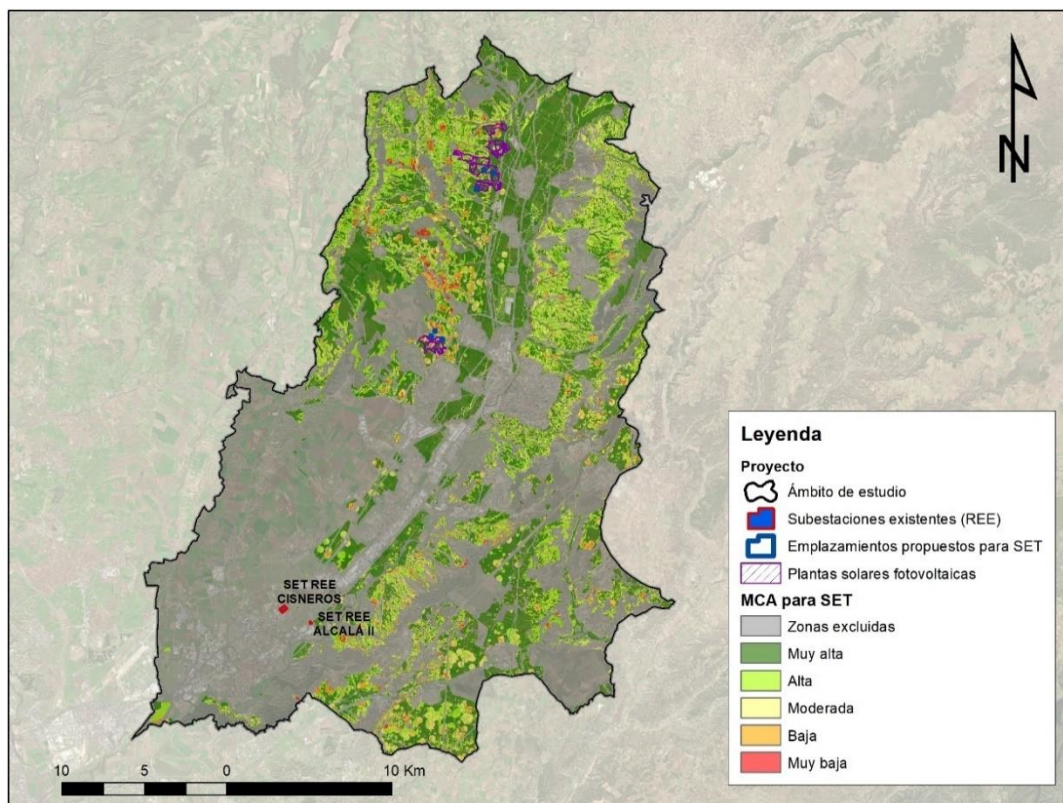 N
SET REE
CISNEROS
SET REE
ALCALÁ II
10 5 0 10 Km
Leyenda
Proyecto
Ámbito de estudio
Subestaciones existentes (REE)
Emplazamientos propuestos para SET
Plantas solares fotovoltaicas
MCA para SET
Zonas excluidas
Muy alta
Alta
Moderada
Baja
Muy baja